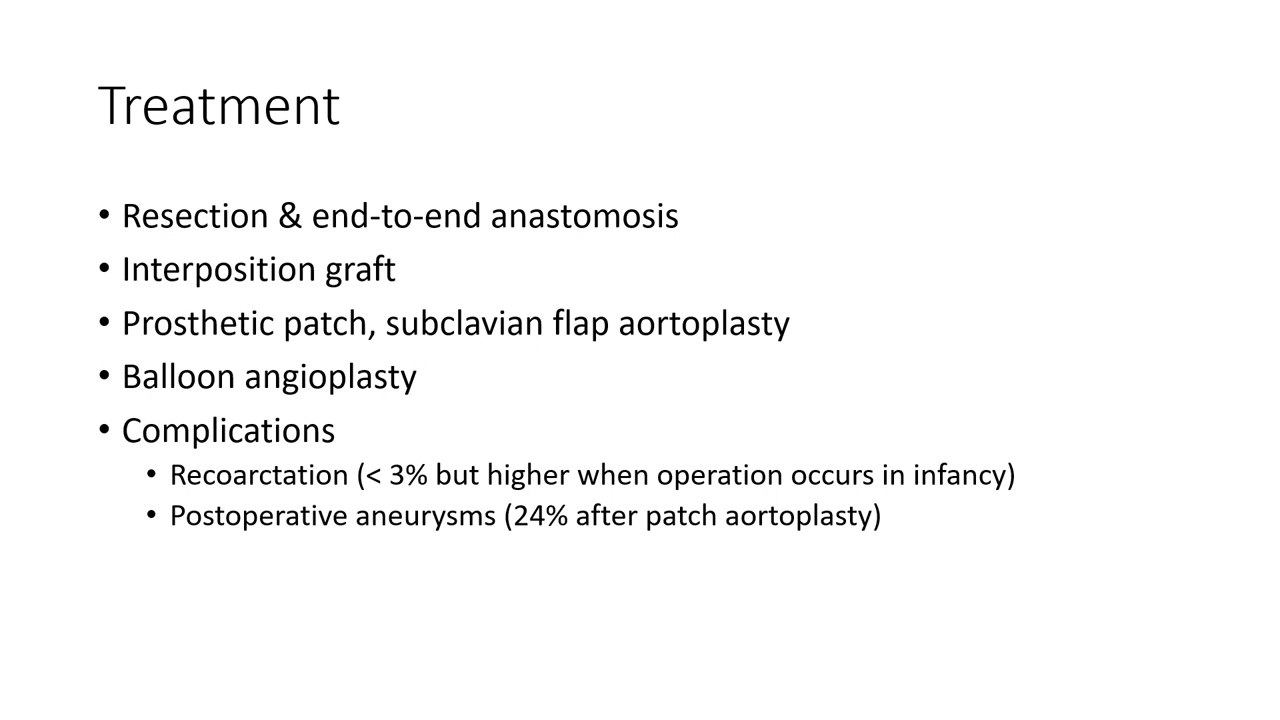 Treatment
• Resection & end-to-end anastomosis
• Interposition graft
• Prosthetic patch, subclavian flap aortoplasty
• Balloon angioplasty
• Complications
• Recoarctation (< 3% but higher when operation occurs in infancy)
• Postoperative aneurysms (24% after patch aortoplasty)